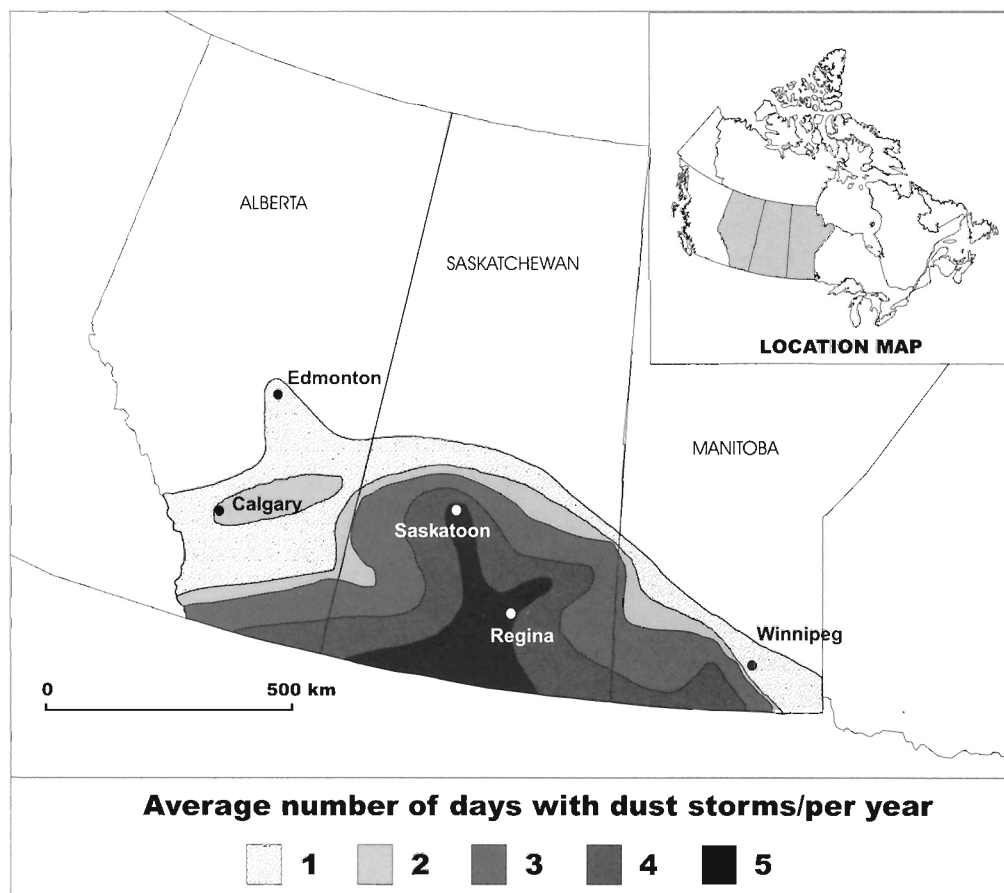 LOCATION MAP
ALBERTA
SASKATCHEWAN
MANITOBA
Edmonton
Calgary
Saskatoon
Regina
Winnipeg
0 500 km
Average number of days with dust storms/per year
1 2 3 4 5